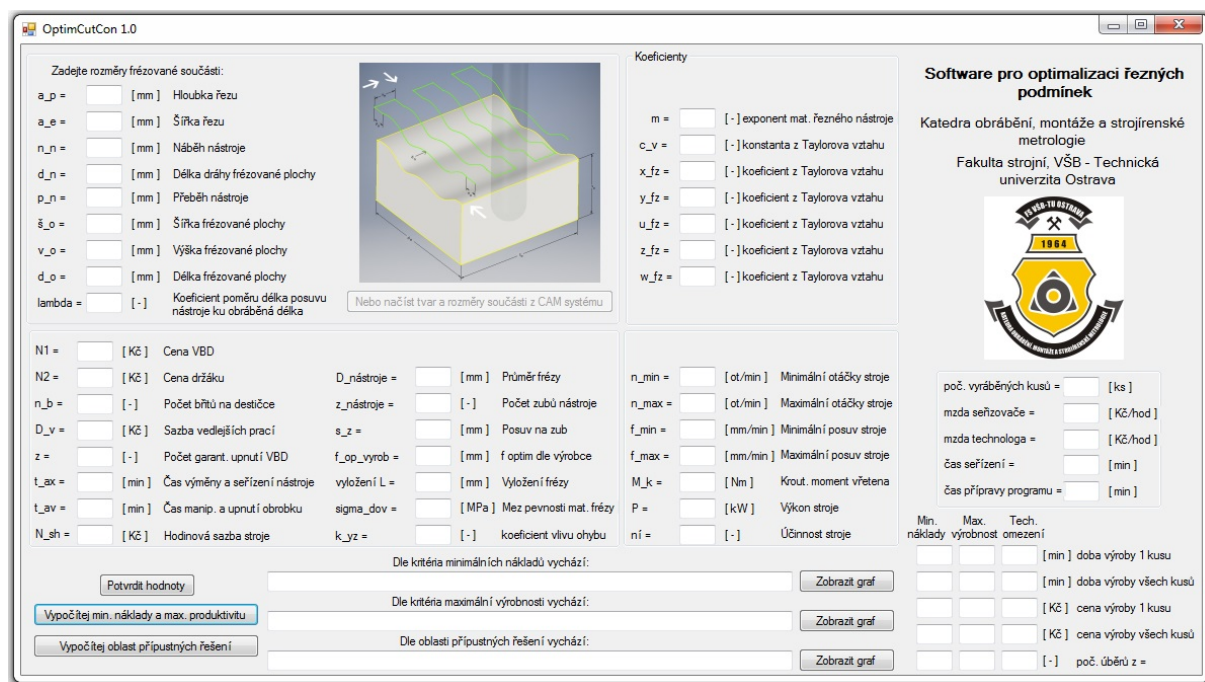 OptimCutCon 1.0
Zadejte rozměry frézované součásti:
a_p = [ mm ] Hloubka řezu
a_e = [ mm ] Šířka řezu
n_n = [ mm ] Náběh nástroje
d_n = [ mm ] Délka dráhy frézované plochy
p_n = [ mm ] Přeběh nástroje
š_o = [ mm ] Šířka frézované plochy
v_o = [ mm ] Výška frézované plochy
d_o = [ mm ] Délka frézované plochy
lambda = [ - ] Koeficient poměru délka posuvu
nástroje ku obráběná délka
Nebo načíst tvar a rozměry součásti z CAM systému
Koeficienty
m = [ - ] exponent mat. řezného nástroje
c_v = [ - ] konstanta z Taylorova vztahu
x_fz = [ - ] koeficient z Taylorova vztahu
y_fz = [ - ] koeficient z Taylorova vztahu
u_fz = [ - ] koeficient z Taylorova vztahu
z_fz = [ - ] koeficient z Taylorova vztahu
w_fz = [ - ] koeficient z Taylorova vztahu
Software pro optimalizaci řezných
podmínek
Katedra obrábění, montáže a strojírenské
metrologie
Fakulta strojní, VŠB - Technická
univerzita Ostrava
FS VŠB-TU OSTRAVA
1964
KATEDRA OBRÁBĚNÍ, MONTÁŽE A STROJÍRENSKÉ METROLOGIE
N1 = [ Kč ] Cena VBD
N2 = [ Kč ] Cena držáku
n_b = [ - ] Počet břitů na destičce
D_v = [ Kč ] Sazba vedlejších prací
z = [ - ] Počet garant. upnutí VBD
t_ax = [ min ] Čas výměny a seřízení nástroje
t_av = [ min ] Čas manip. a upnutí obrobku
N_sh = [ Kč ] Hodinová sazba stroje
D_nástroje = [ mm ] Průměr frézy
z_nástroje = [ - ] Počet zubů nástroje
s_z = [ mm ] Posuv na zub
f_op_vyrob = [ mm ] f optim dle výrobce
vyložení L = [ mm ] Vyložení frézy
sigma_dov = [ MPa ] Mez pevnosti mat. frézy
k_yz = [ - ] koeficient vlivu ohybu
n_min = [ ot/min ] Minimální otáčky stroje
n_max = [ ot/min ] Maximální otáčky stroje
f_min = [ mm/min ] Minimální posuv stroje
f_max = [ mm/min ] Maximální posuv stroje
M_k = [ Nm ] Krout. moment vřetena
P = [ kW ] Výkon stroje
ní = [ - ] Účinnost stroje
poč. vyráběných kusů = [ ks ]
mzda seřizovače = [ Kč/hod ]
mzda technologa = [ Kč/hod ]
čas seřízení = [ min ]
čas přípravy programu = [ min ]
Min. Max. Tech.
náklady výrobnost omezení
[ min ] doba výroby 1 kusu
[ min ] doba výroby všech kusů
[ Kč ] cena výroby 1 kusu
[ Kč ] cena výroby všech kusů
[ - ] poč. úběrů z =
Potvrdit hodnoty
Vypočítej min. náklady a max. produktivitu
Vypočítej oblast přípustných řešení
Dle kritéria minimálních nákladů vychází:
Zobrazit graf
Dle kritéria maximální výrobnosti vychází:
Zobrazit graf
Dle oblasti přípustných řešení vychází:
Zobrazit graf